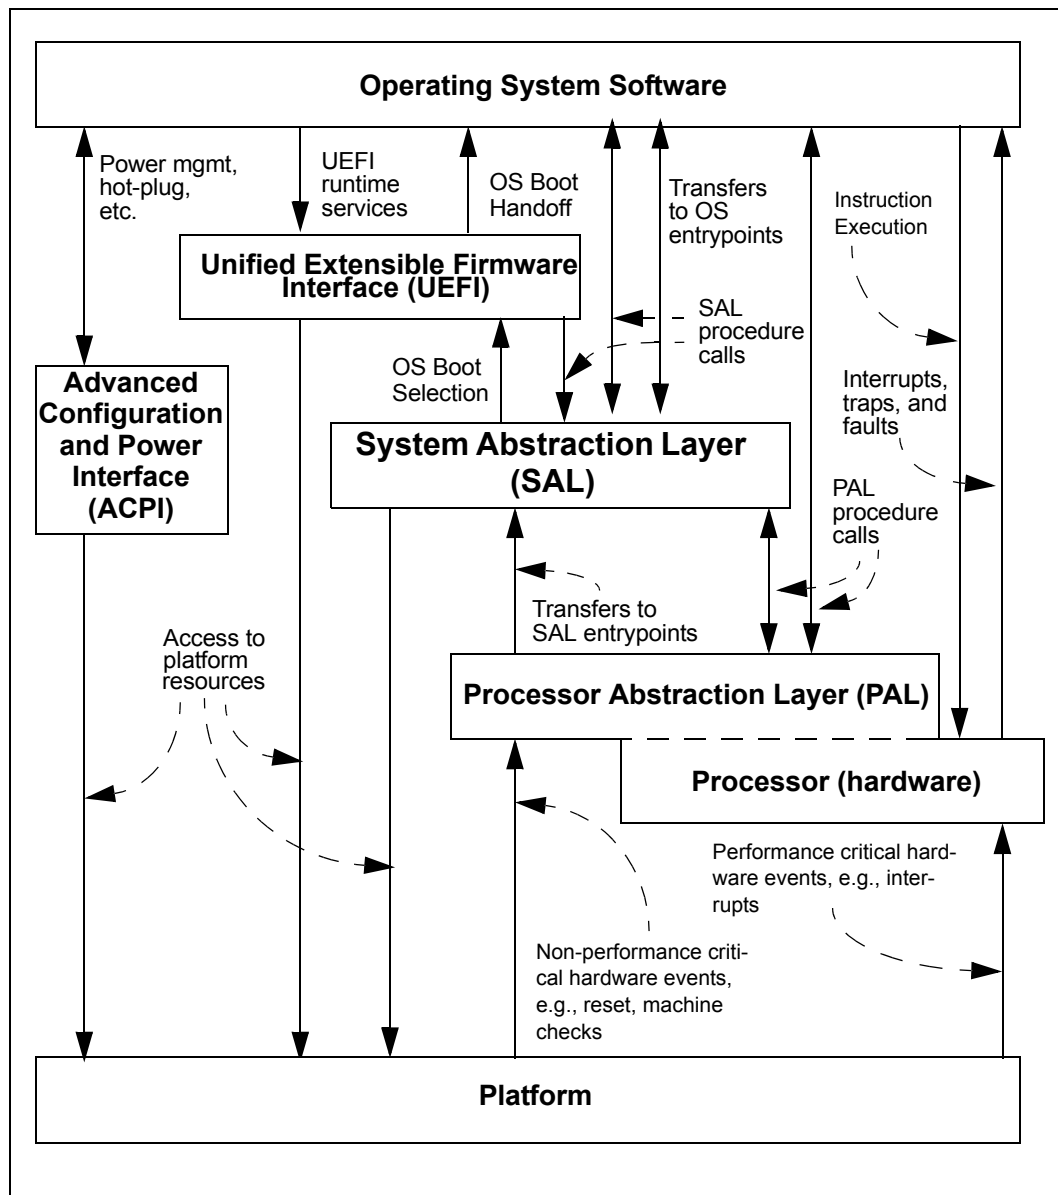 Operating System Software
Power mgmt,
hot-plug,
etc.
UEFI
runtime
services
OS Boot
Handoff
Transfers
to OS
entrypoints
Instruction
Execution
Unified Extensible Firmware
Interface (UEFI)
SAL
procedure
calls
OS Boot
Selection
Interrupts,
traps, and
faults
Advanced
Configuration
and Power
Interface
(ACPI)
System Abstraction Layer
(SAL)
PAL
procedure
calls
Transfers to
SAL entrypoints
Access to
platform
resources
Processor Abstraction Layer (PAL)
Processor (hardware)
Performance critical hard-
ware events, e.g., inter-
rupts
Non-performance criti-
cal hardware events,
e.g., reset, machine
checks
Platform